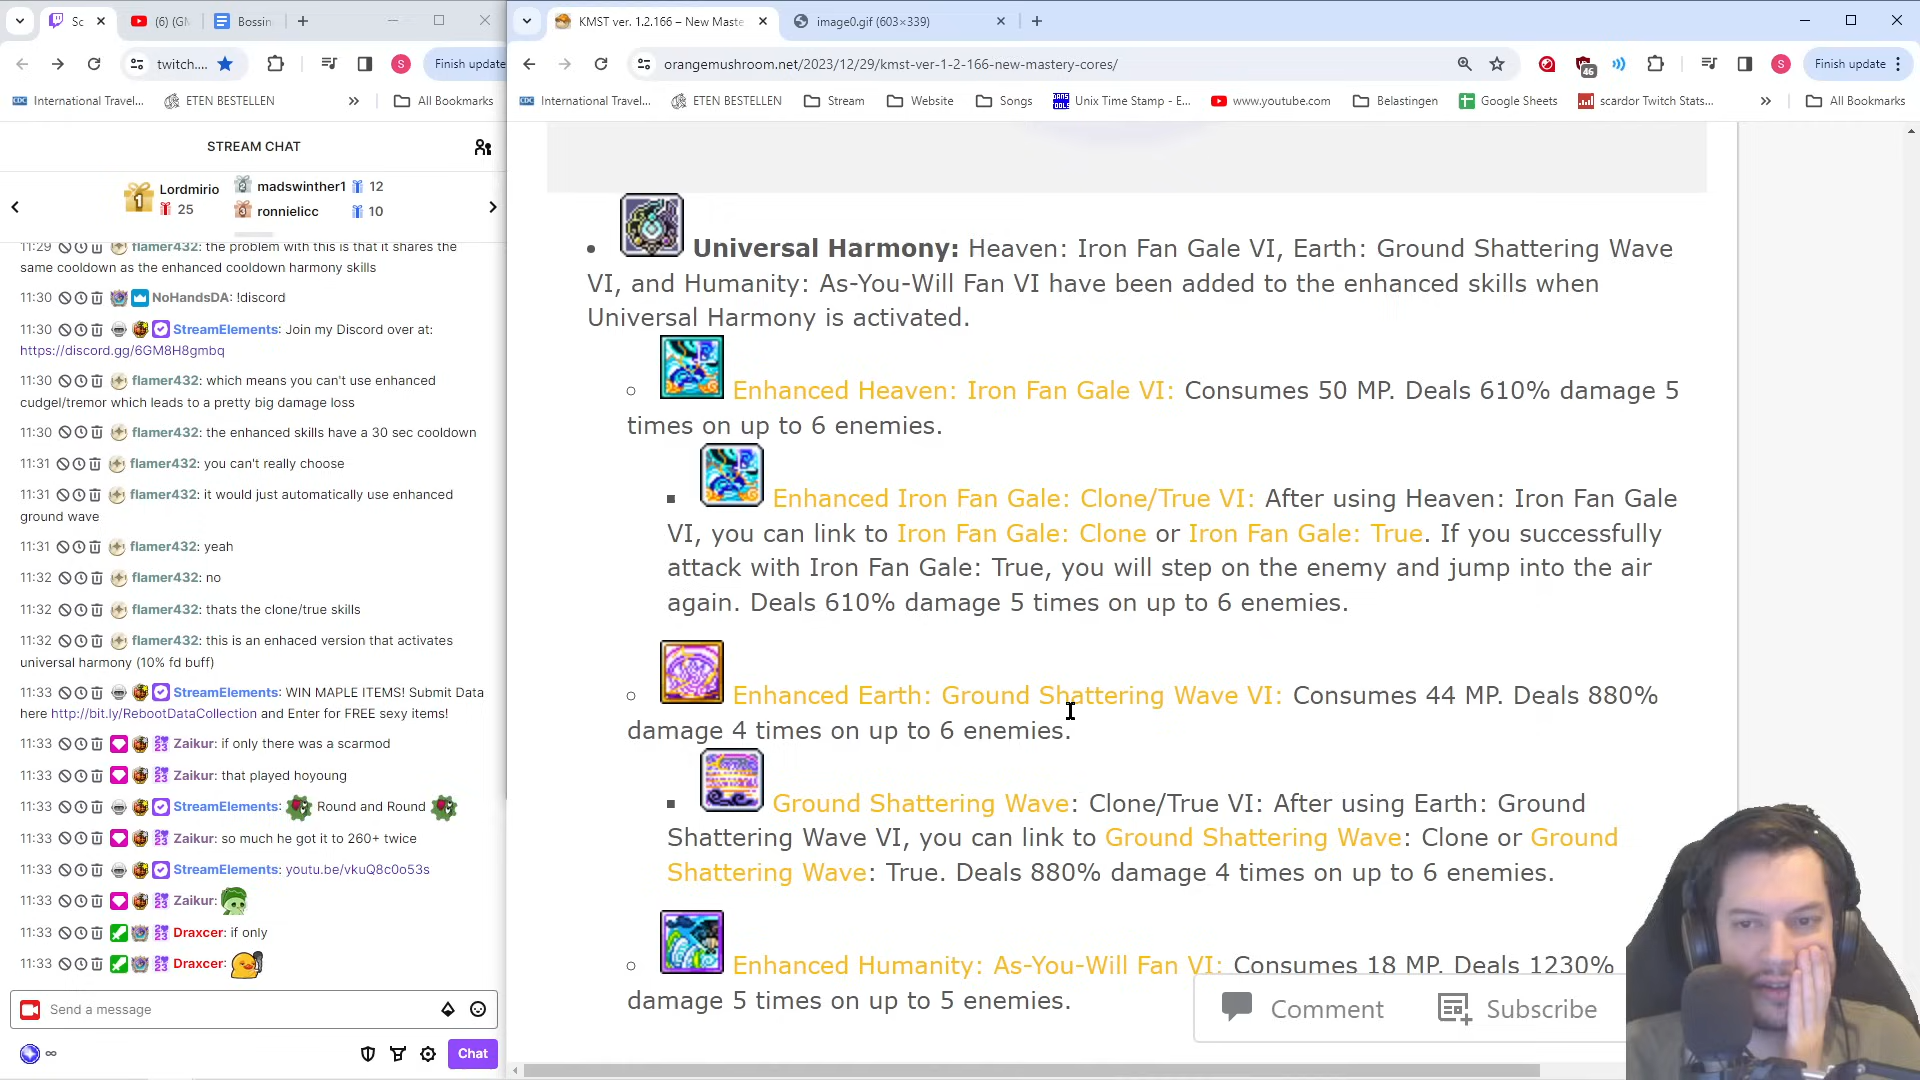 Sc
(6) (GM
Bossin
KMST ver. 1.2.166 – New Maste
image0.gif (603×339)
twitch....
Finish update
orangemushroom.net/2023/12/29/kmst-ver-1-2-166-new-mastery-cores/
46
Finish update
International Travel...
ETEN BESTELLEN
All Bookmarks
International Travel...
ETEN BESTELLEN
Stream
Website
Songs
Unix Time Stamp - E...
www.youtube.com
Belastingen
Google Sheets
scardor Twitch Stats...
All Bookmarks
STREAM CHAT
Lordmirio
25
madswinther1 12
ronnielicc 10
11:29 flamer432: the problem with this is that it shares the
same cooldown as the enhanced cooldown harmony skills
11:30 NoHandsDA: !discord
11:30 StreamElements: Join my Discord over at:
https://discord.gg/6GM8H8gmbq
11:30 flamer432: which means you can't use enhanced
cudgel/tremor which leads to a pretty big damage loss
11:30 flamer432: the enhanced skills have a 30 sec cooldown
11:31 flamer432: you can't really choose
11:31 flamer432: it would just automatically use enhanced
ground wave
11:31 flamer432: yeah
11:32 flamer432: no
11:32 flamer432: thats the clone/true skills
11:32 flamer432: this is an enhaced version that activates
universal harmony (10% fd buff)
11:33 StreamElements: WIN MAPLE ITEMS! Submit Data
here http://bit.ly/RebootDataCollection and Enter for FREE sexy items!
11:33 Zaikur: if only there was a scarmod
11:33 Zaikur: that played hoyoung
11:33 StreamElements: Round and Round
11:33 Zaikur: so much he got it to 260+ twice
11:33 StreamElements: youtu.be/vkuQ8c0o53s
11:33 Zaikur:
11:33 Draxcer: if only
11:33 Draxcer:
Send a message
Chat
Universal Harmony: Heaven: Iron Fan Gale VI, Earth: Ground Shattering Wave
VI, and Humanity: As-You-Will Fan VI have been added to the enhanced skills when
Universal Harmony is activated.
Enhanced Heaven: Iron Fan Gale VI: Consumes 50 MP. Deals 610% damage 5
times on up to 6 enemies.
Enhanced Iron Fan Gale: Clone/True VI: After using Heaven: Iron Fan Gale
VI, you can link to Iron Fan Gale: Clone or Iron Fan Gale: True. If you successfully
attack with Iron Fan Gale: True, you will step on the enemy and jump into the air
again. Deals 610% damage 5 times on up to 6 enemies.
Enhanced Earth: Ground Shattering Wave VI: Consumes 44 MP. Deals 880%
damage 4 times on up to 6 enemies.
Ground Shattering Wave: Clone/True VI: After using Earth: Ground
Shattering Wave VI, you can link to Ground Shattering Wave: Clone or Ground
Shattering Wave: True. Deals 880% damage 4 times on up to 6 enemies.
Enhanced Humanity: As-You-Will Fan VI: Consumes 18 MP. Deals 1230%
damage 5 times on up to 5 enemies.
Comment
Subscribe